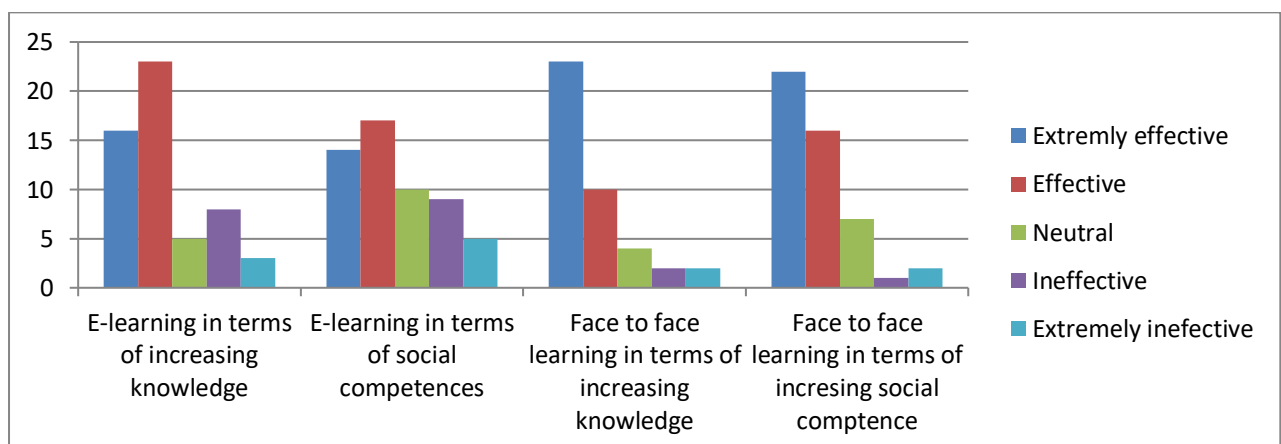 25
20
15
10
5
0
E-learning in terms
of increasing
knowledge
E-learning in terms
of social
competences
Face to face
learning in terms of
increasing
knowledge
Face to face
learning in terms of
incresing social
comptence
Extremly effective
Effective
Neutral
Ineffective
Extremely inefective